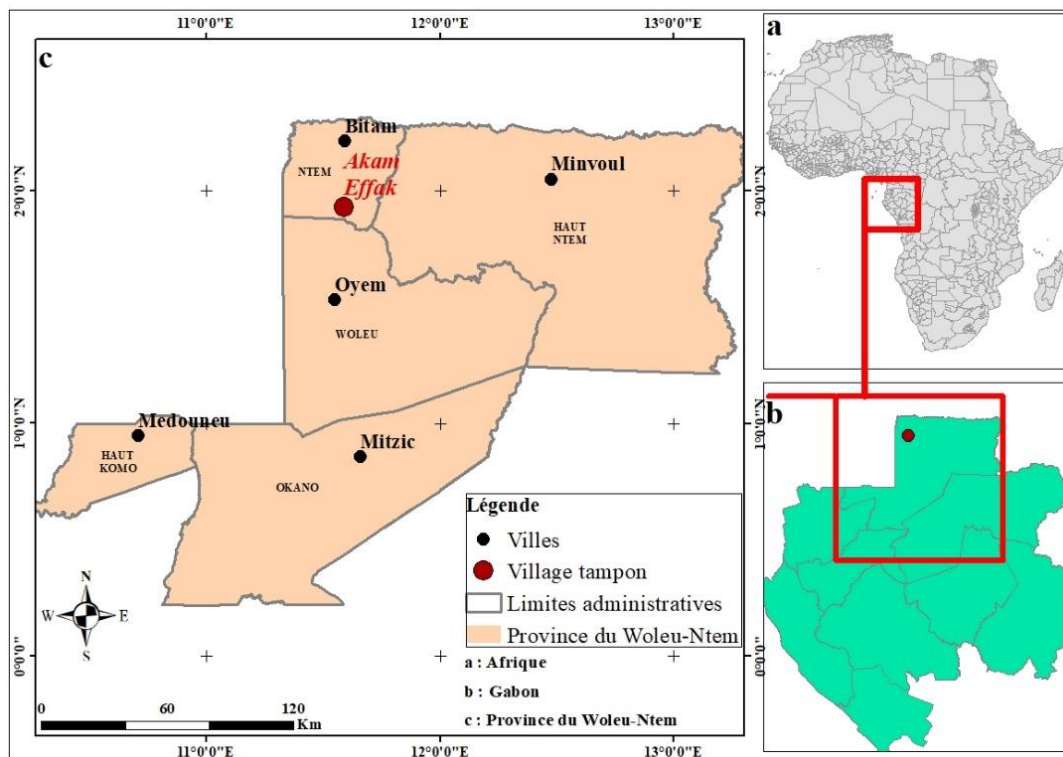 11°0'0"E 12°0'0"E 13°0'0"E
c
Bitam
Akam
Effak
NTEM
Minvoul
HAUT
NTEM
2°0'0"N 2°0'0"N
Oyem
WOLEU
1°0'0"N 1°0'0"N
Medouneu
HAUT
KOMO
Mitzic
OKANO
Légende
Villes
Village tampon
Limites administratives
Province du Woleu-Ntem
a : Afrique
b : Gabon
c : Province du Woleu-Ntem
N
W E
S
0°0'0" 0°0'0"
0 60 120
Km
11°0'0"E 12°0'0"E 13°0'0"E
a
b